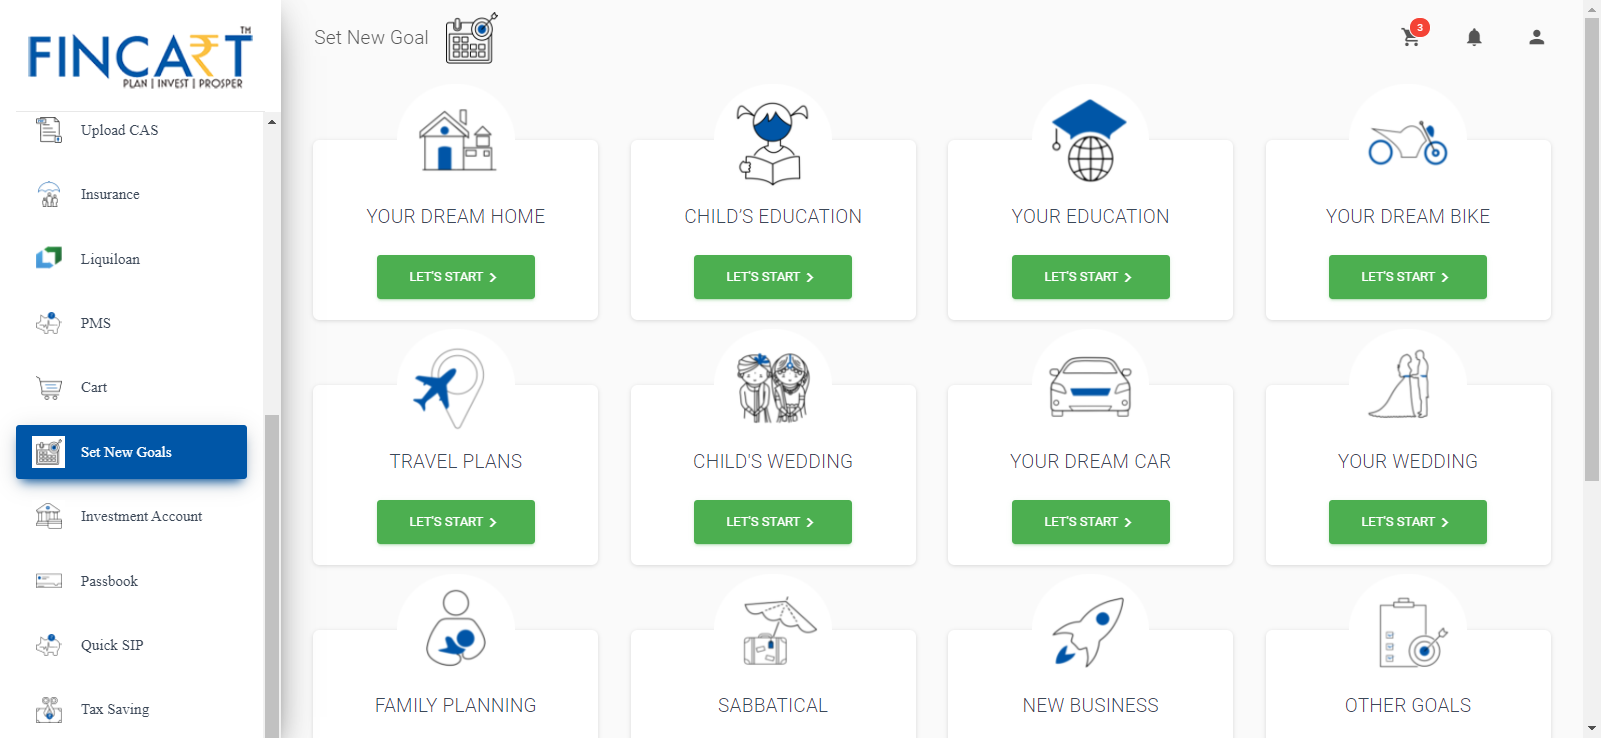 FINCART
TM
PLAN | INVEST | PROSPER
Upload CAS
Insurance
Liquiloan
PMS
Cart
Set New Goals
Investment Account
Passbook
Quick SIP
Tax Saving
Set New Goal
3
YOUR DREAM HOME
CHILD’S EDUCATION
YOUR EDUCATION
YOUR DREAM BIKE
LET'S START
LET'S START
LET'S START
LET'S START
TRAVEL PLANS
CHILD'S WEDDING
YOUR DREAM CAR
YOUR WEDDING
LET'S START
LET'S START
LET'S START
LET'S START
FAMILY PLANNING
SABBATICAL
NEW BUSINESS
OTHER GOALS